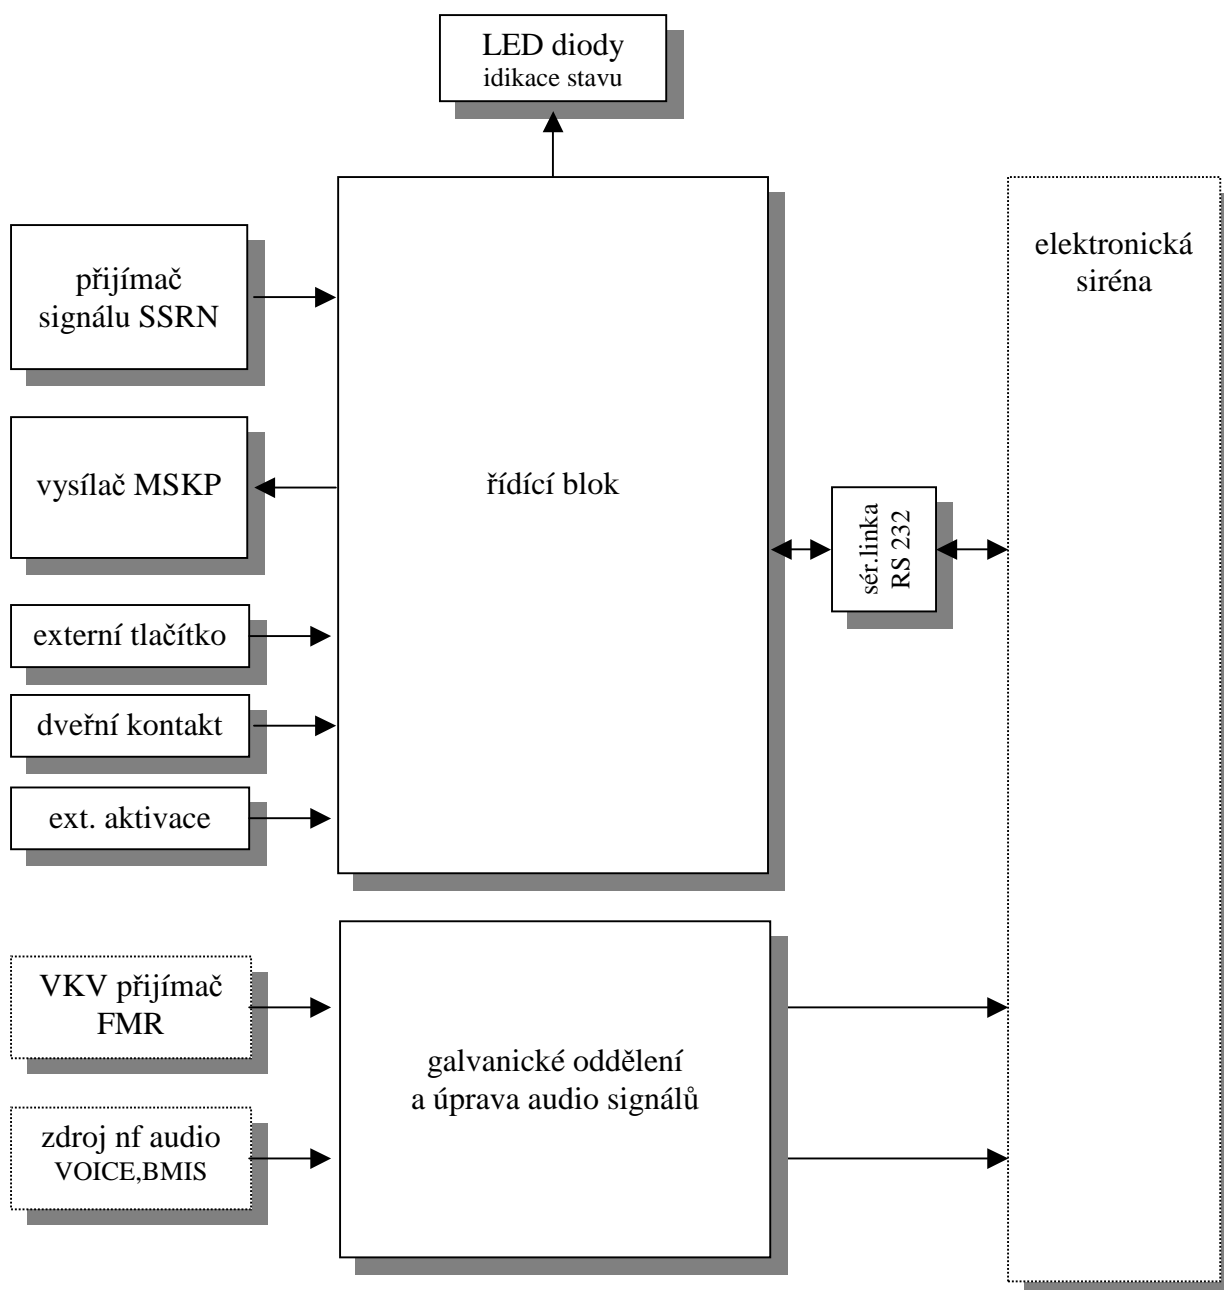 LED diody
idikace stavu
přijímač
signálu SSRN
elektronická
siréna
vysílač MSKP
řídící blok
sér.linka
RS 232
externí tlačítko
dveřní kontakt
ext. aktivace
VKV přijímač
FMR
galvanické oddělení
a úprava audio signálů
zdroj nf audio
VOICE,BMIS